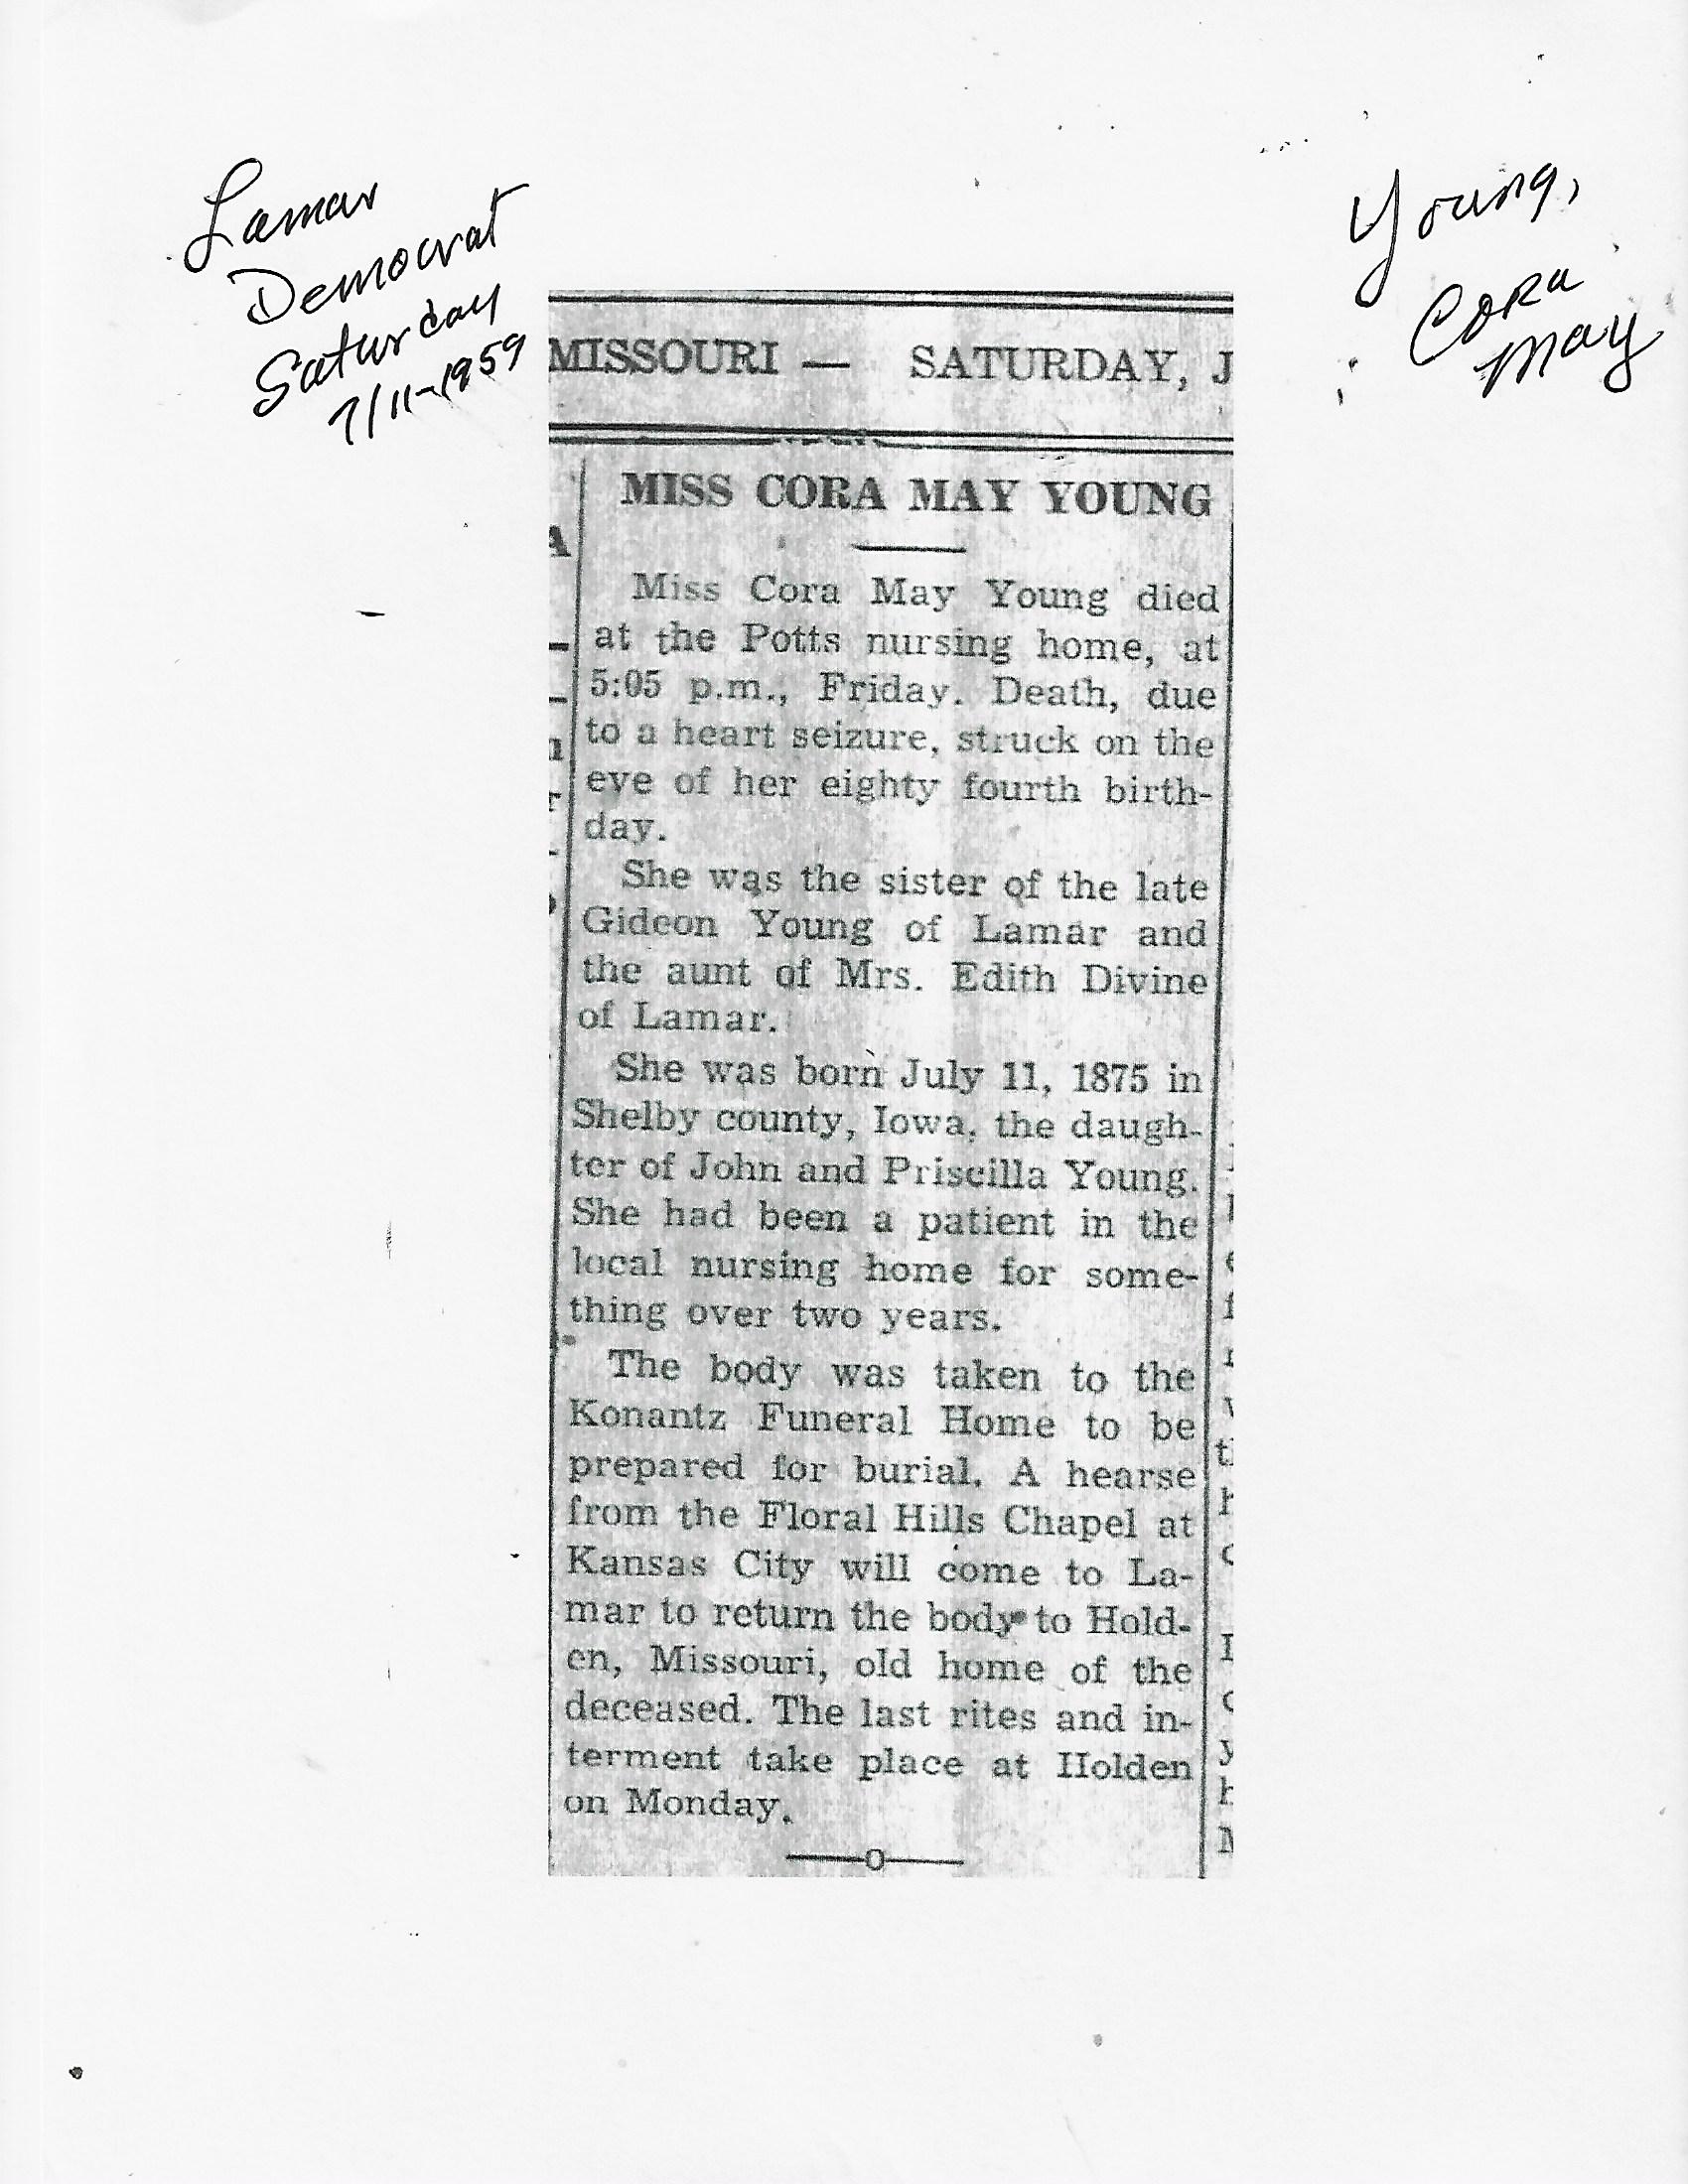 Lamar
Democrat
Saturday
7/11-1959
Young,
Cora
May
MISSOURI — SATURDAY, J
MISS CORA MAY YOUNG
Miss Cora May Young died
at the Potts nursing home, at
5:05 p.m., Friday. Death, due
to a heart seizure, struck on the
eve of her eighty fourth birth-
day.
She was the sister of the late
Gideon Young of Lamar and
the aunt of Mrs. Edith Divine
of Lamar.
She was born July 11, 1875 in
Shelby county, Iowa, the daugh-
ter of John and Priscilla Young.
She had been a patient in the
local nursing home for some-
thing over two years.
The body was taken to the
Konantz Funeral Home to be
prepared for burial. A hearse
from the Floral Hills Chapel at
Kansas City will come to La-
mar to return the body to Hold-
en, Missouri, old home of the
deceased. The last rites and in-
terment take place at Holden
on Monday.
—o—